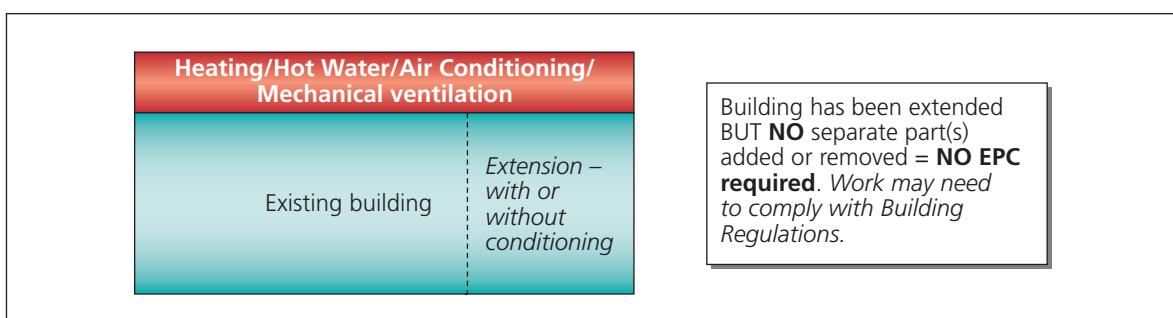 Heating/Hot Water/Air Conditioning/
Mechanical ventilation
Existing building
Extension –
with or
without
conditioning
Building has been extended
BUT NO separate part(s)
added or removed = NO EPC
required. Work may need
to comply with Building
Regulations.